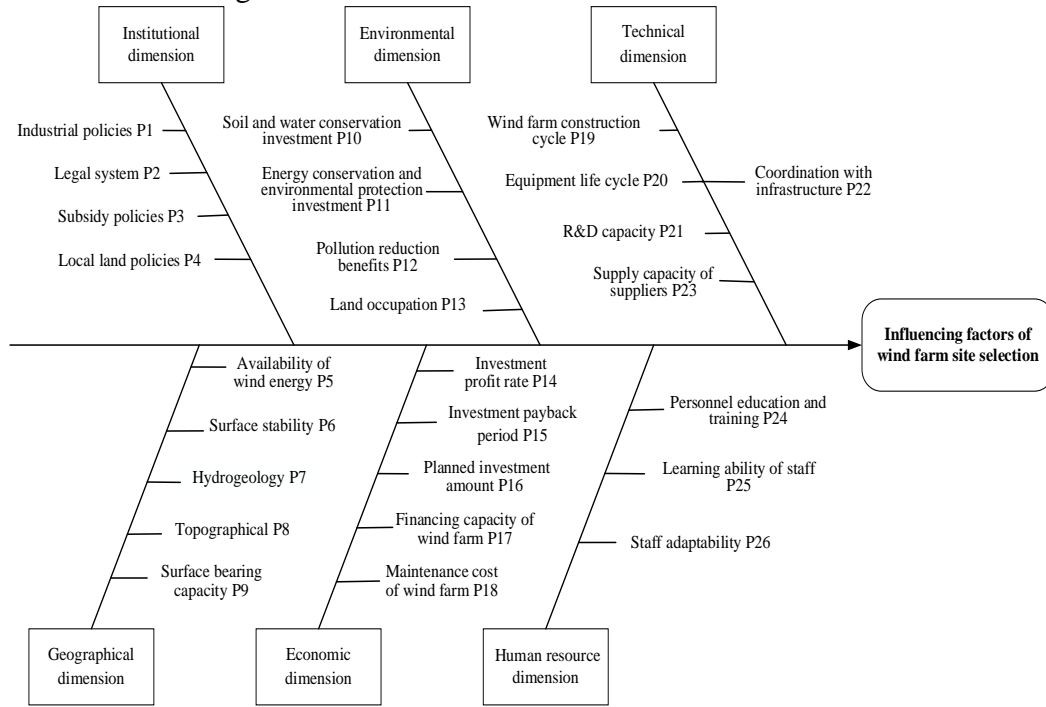 Institutional
dimension
Environmental
dimension
Technical
dimension
Industrial policies P1
Legal system P2
Subsidy policies P3
Local land policies P4
Soil and water conservation
investment P10
Energy conservation and
environmental protection
investment P11
Pollution reduction
benefits P12
Land occupation P13
Wind farm construction
cycle P19
Equipment life cycle P20
Coordination with
infrastructure P22
R&D capacity P21
Supply capacity of
suppliers P23
Influencing factors of
wind farm site selection
Availability of
wind energy P5
Surface stability P6
Hydrogeology P7
Topographical P8
Surface bearing
capacity P9
Investment
profit rate P14
Investment payback
period P15
Planned investment
amount P16
Financing capacity of
wind farm P17
Maintenance cost
of wind farm P18
Personnel education and
training P24
Learning ability of staff
P25
Staff adaptability P26
Geographical
dimension
Economic
dimension
Human resource
dimension